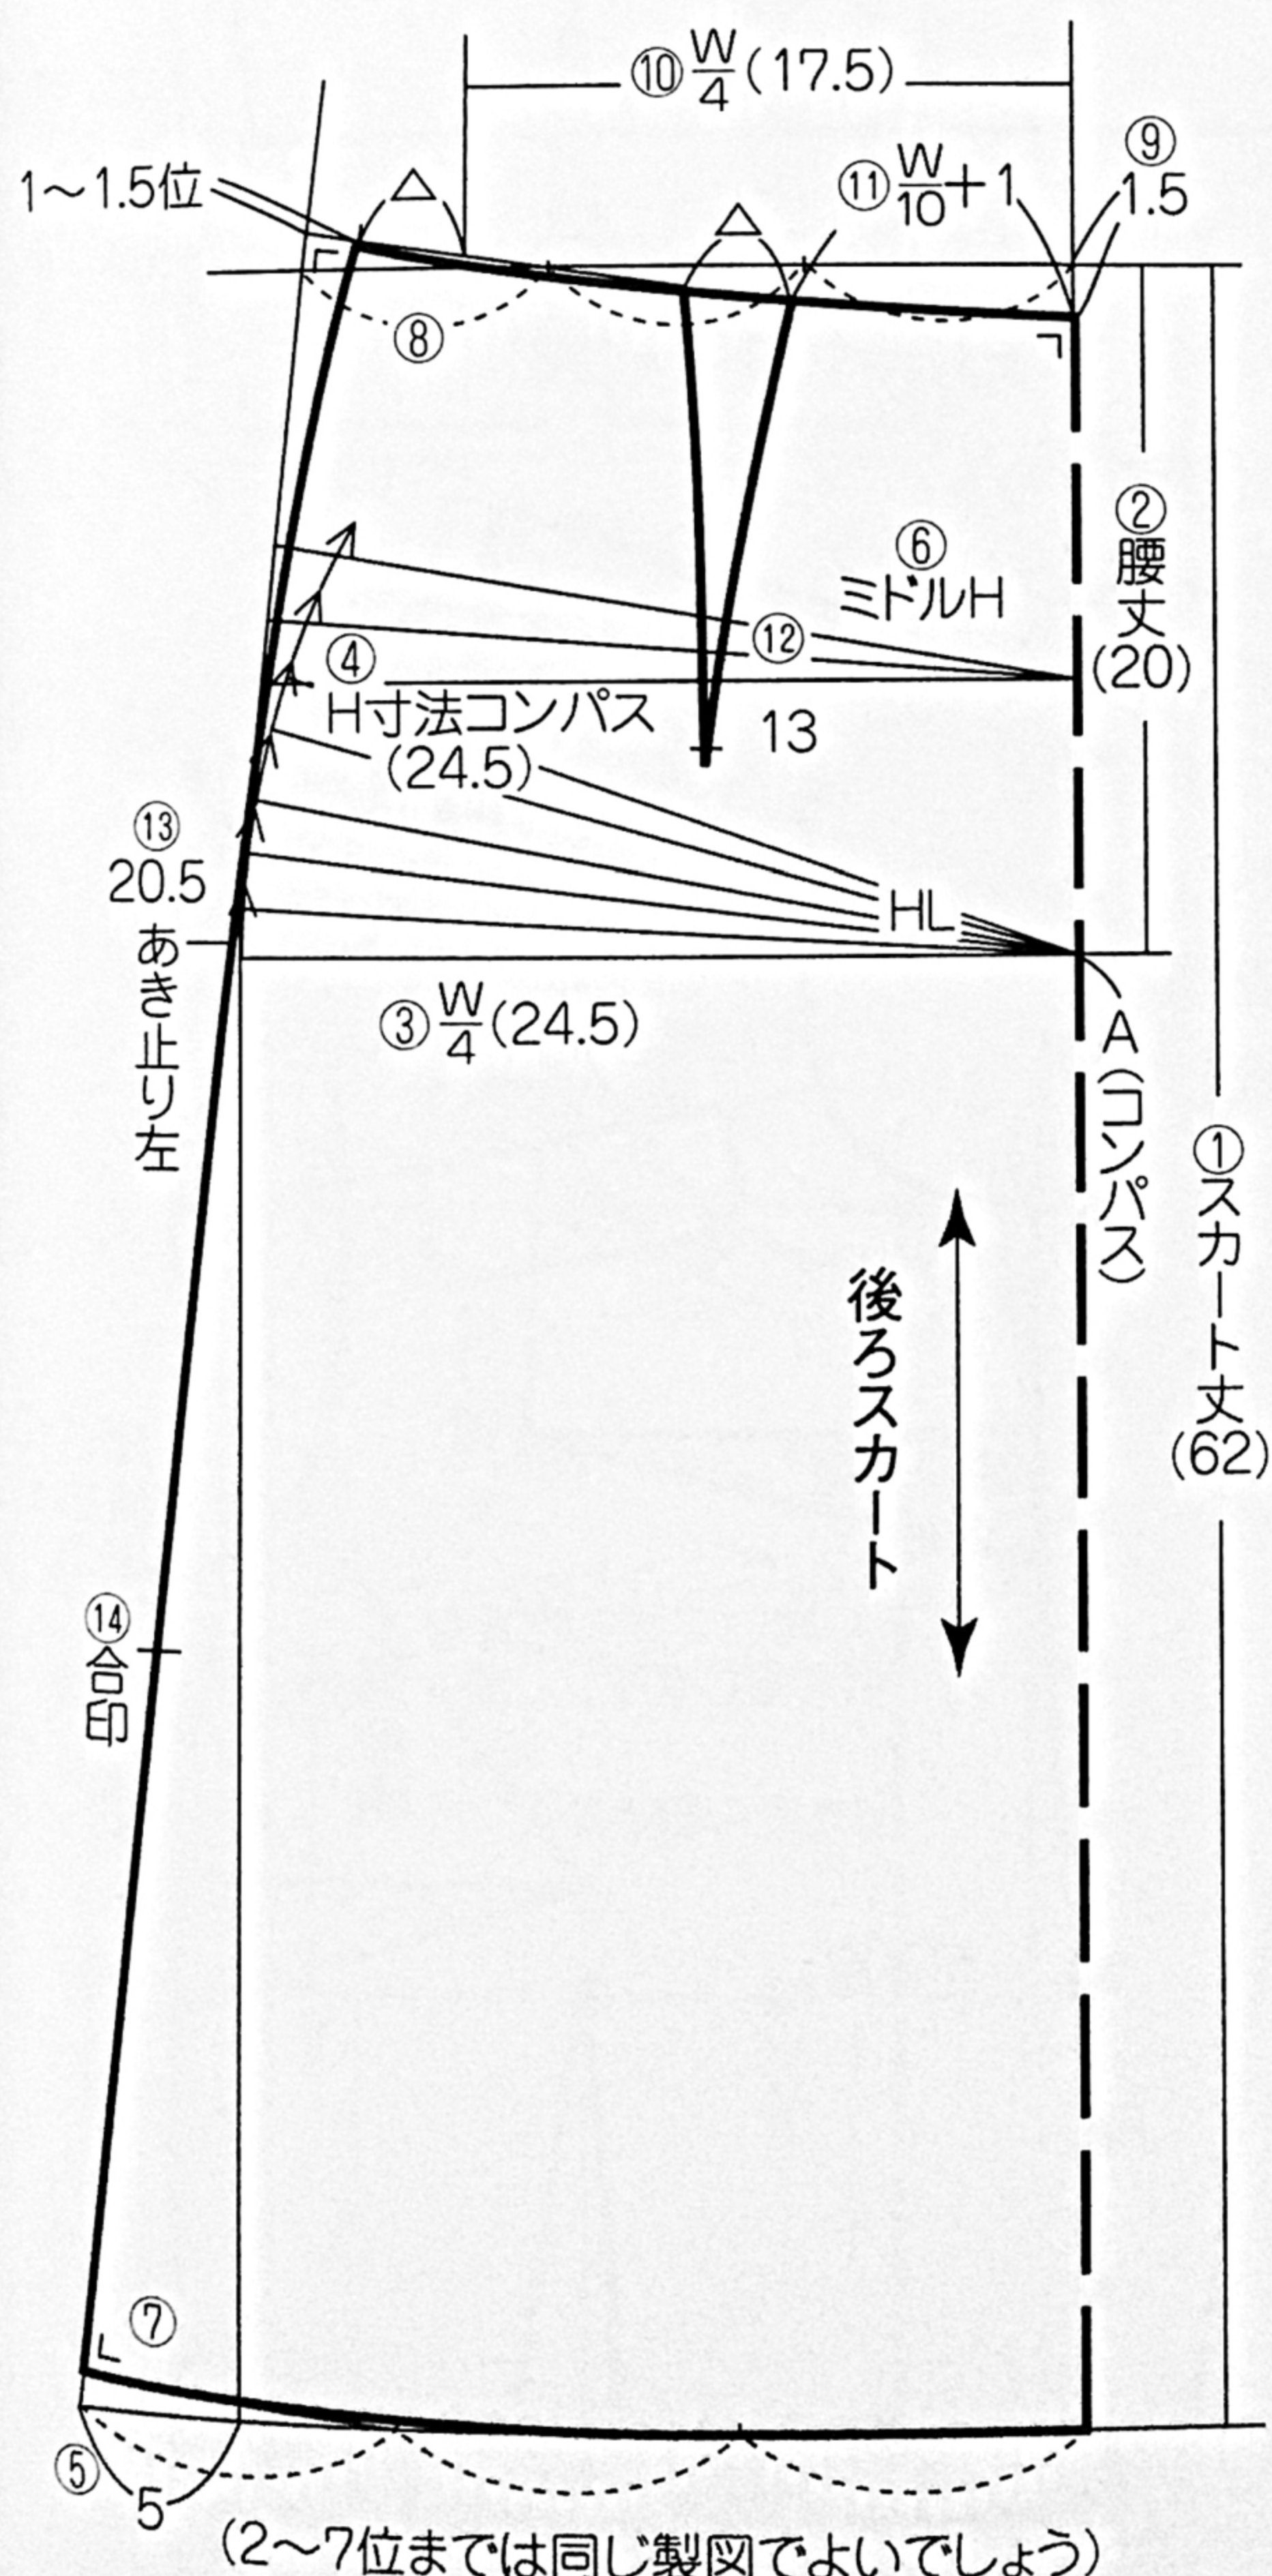 ⑩W/4(17.5)
⑨
1.5
⑪W/10+1
1〜1.5位
△
△
⑧
②腰丈(20)
⑥
ミドルH
⑫
④
H寸法コンパス
(24.5)
13
⑬
20.5
あき止り左
HL
③W/4(24.5)
A(コンパス)
①スカート丈(62)
後ろスカート
⑭合印
⑦
⑤
5
(2〜7位までは同じ製図でよいでしょう)